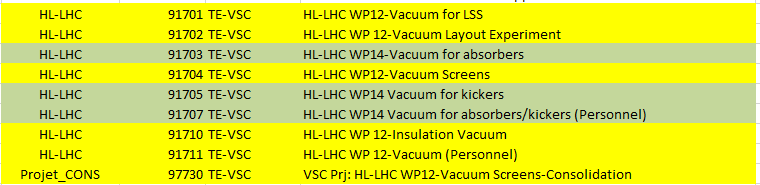 HL-LHC 91701 TE-VSC HL-LHC WP12-Vacuum for LSS
HL-LHC 91702 TE-VSC HL-LHC WP 12-Vacuum Layout Experiment
HL-LHC 91703 TE-VSC HL-LHC WP14-Vacuum for absorbers
HL-LHC 91704 TE-VSC HL-LHC WP12-Vacuum Screens
HL-LHC 91705 TE-VSC HL-LHC WP14 Vacuum for kickers
HL-LHC 91707 TE-VSC HL-LHC WP14 Vacuum for absorbers/kickers (Personnel)
HL-LHC 91710 TE-VSC HL-LHC WP 12-Insulation Vacuum
HL-LHC 91711 TE-VSC HL-LHC WP 12-Vacuum (Personnel)
Projet_CONS 97730 TE-VSC VSC Prj: HL-LHC WP12-Vacuum Screens-Consolidation